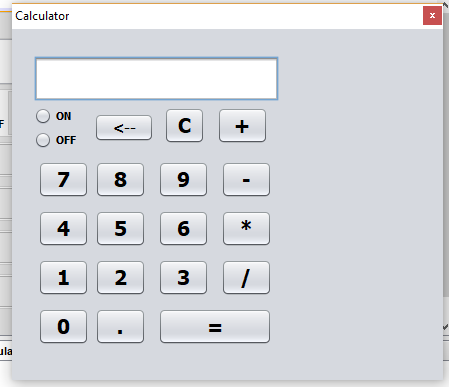 Calculator
x
ON
<-- C +
OFF
7 8 9 -
4 5 6 *
1 2 3 /
0 . =